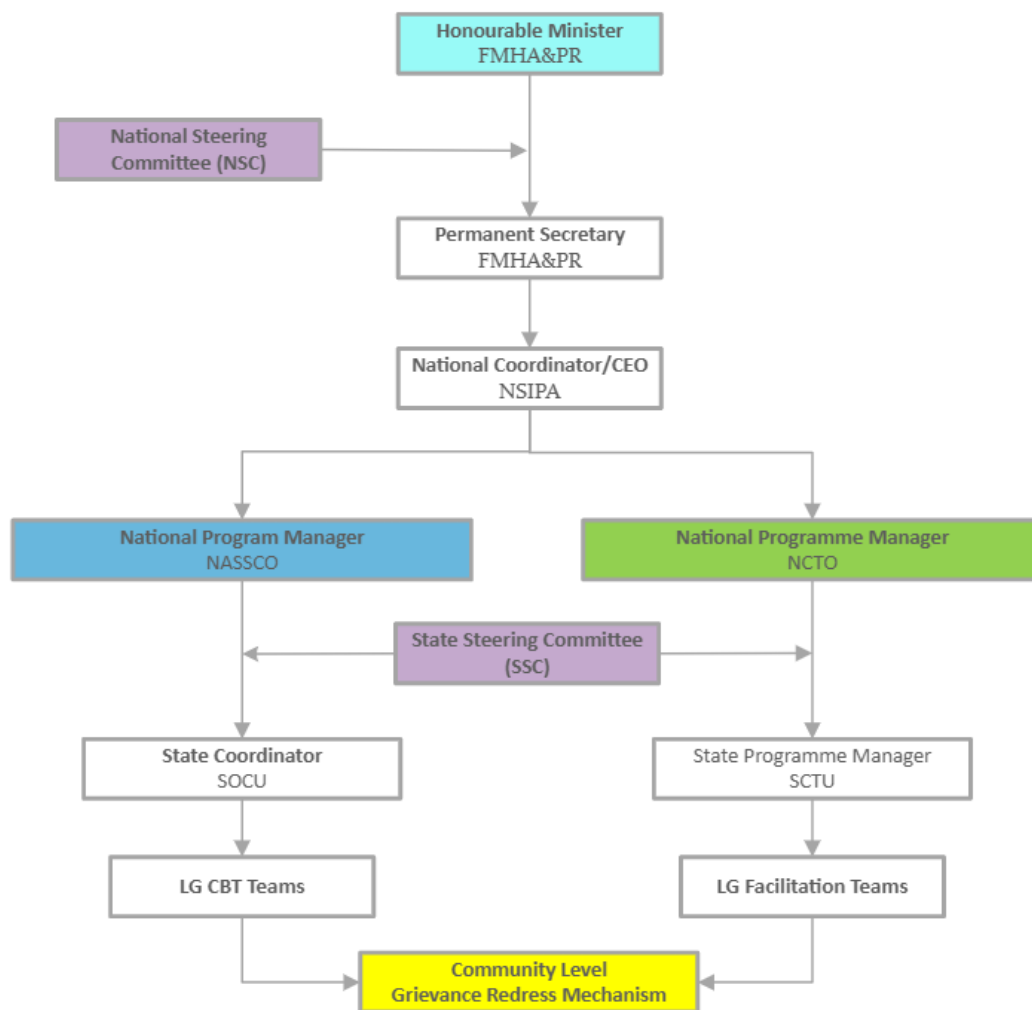 Honourable Minister
FMHA&PR
National Steering
Committee (NSC)
Permanent Secretary
FMHA&PR
National Coordinator/CEO
NSIPA
National Program Manager
NASSCO
National Programme Manager
NCTO
State Steering Committee
(SSC)
State Coordinator
SOCU
State Programme Manager
SCTU
LG CBT Teams
LG Facilitation Teams
Community Level
Grievance Redress Mechanism